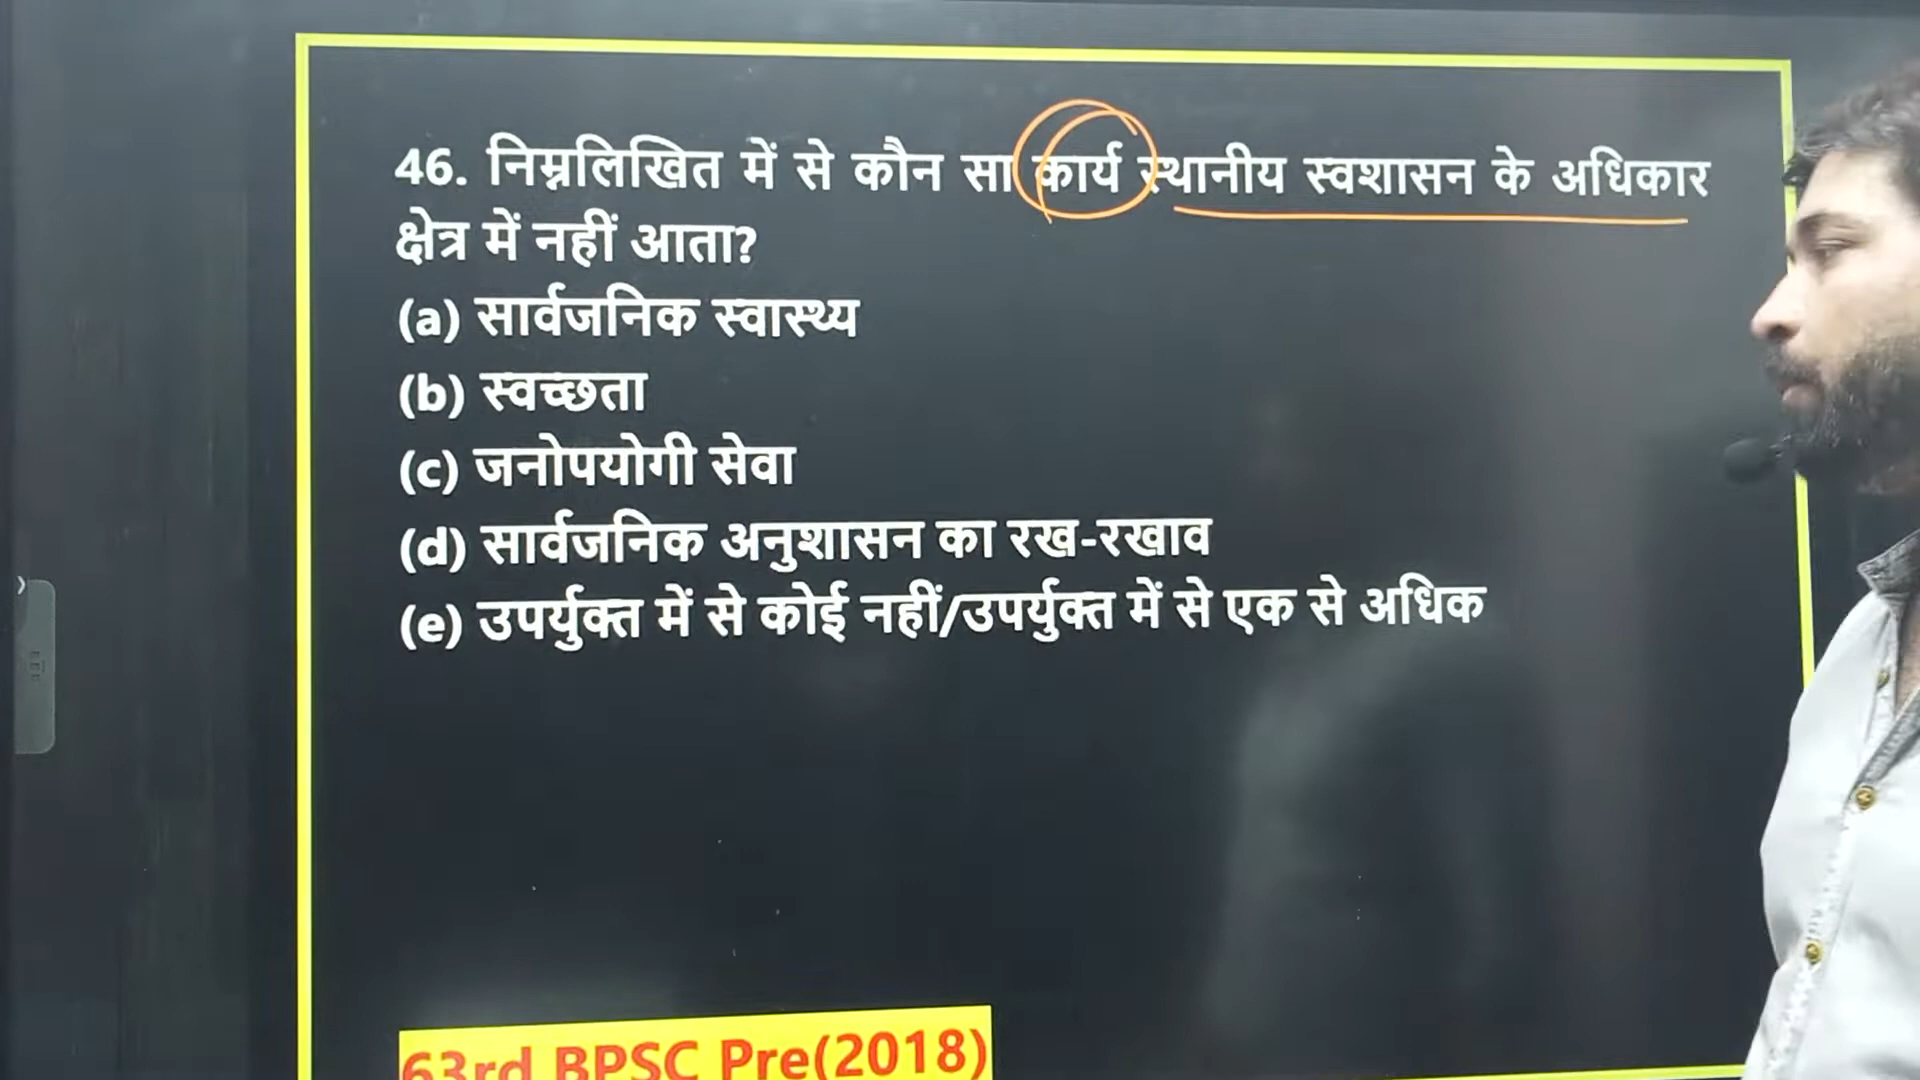 46. निम्नलिखित में से कौन सा कार्य स्थानीय स्वशासन के अधिकार
क्षेत्र में नहीं आता?
(a) सार्वजनिक स्वास्थ्य
(b) स्वच्छता
(c) जनोपयोगी सेवा
(d) सार्वजनिक अनुशासन का रख-रखाव
(e) उपर्युक्त में से कोई नहीं/उपर्युक्त में से एक से अधिक
63rd BPSC Pre(2018)